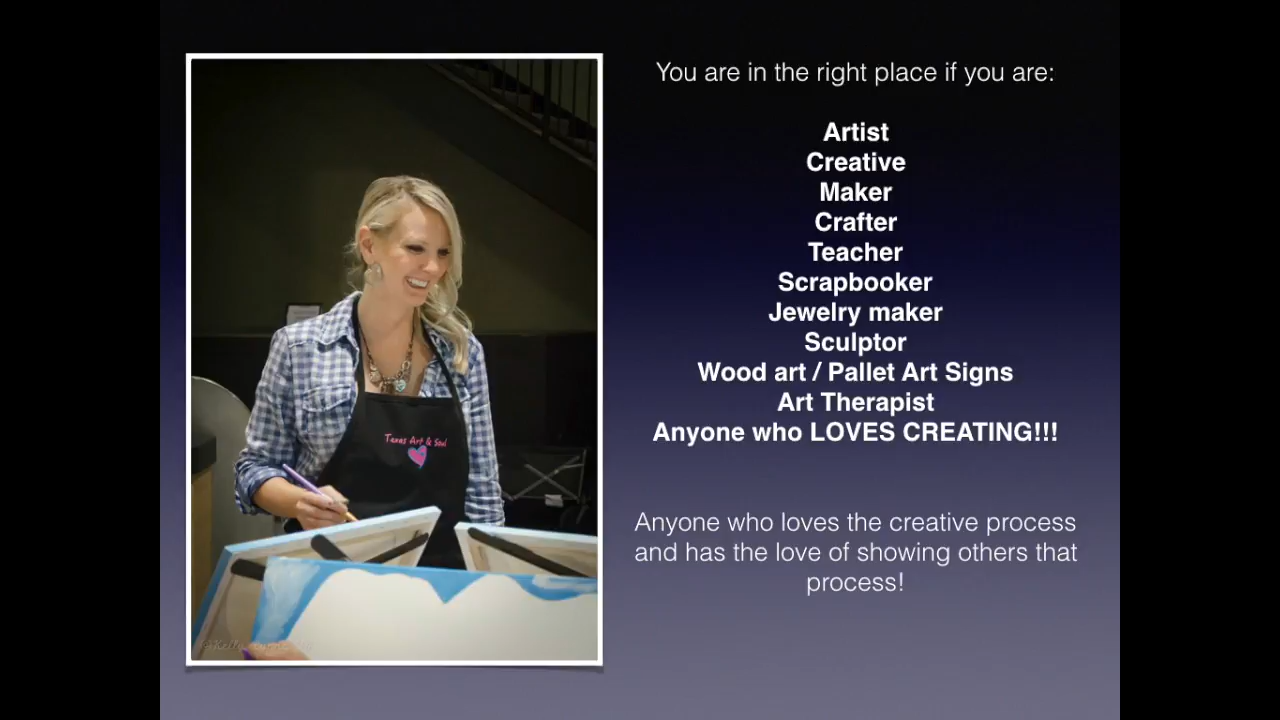 You are in the right place if you are:
Artist
Creative
Maker
Crafter
Teacher
Scrapbooker
Jewelry maker
Sculptor
Wood art / Pallet Art Signs
Art Therapist
Anyone who LOVES CREATING!!!
Anyone who loves the creative process
and has the love of showing others that
process!
Texas Art & Soul
@Kelly